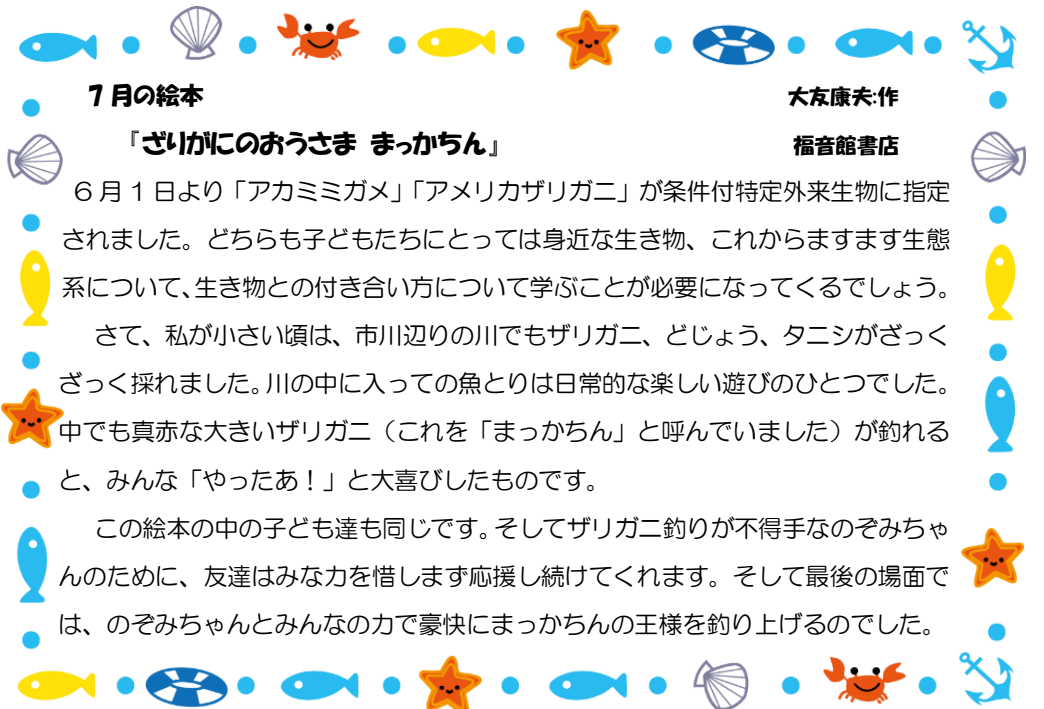 7月の絵本 大友康夫:作
『ざりがにのおうさま まっかちん』 福音館書店
6月1日より「アカミミガメ」「アメリカザリガニ」が条件付特定外来生物に指定
されました。どちらも子どもたちにとっては身近な生き物、これからますます生態
系について、生き物との付き合い方について学ぶことが必要になってくるでしょう。
さて、私が小さい頃は、市川辺りの川でもザリガニ、どじょう、タニシがざっく
ざっく採れました。川の中に入っての魚とりは日常的な楽しい遊びのひとつでした。
中でも真赤な大きいザリガニ（これを「まっかちん」と呼んでいました）が釣れる
と、みんな「やったあ！」と大喜びしたものです。
この絵本の中の子ども達も同じです。そしてザリガニ釣りが不得手なのぞみちゃ
んのために、友達はみな力を惜しまず応援し続けてくれます。そして最後の場面で
は、のぞみちゃんとみんなの力で豪快にまっかちんの王様を釣り上げるのでした。